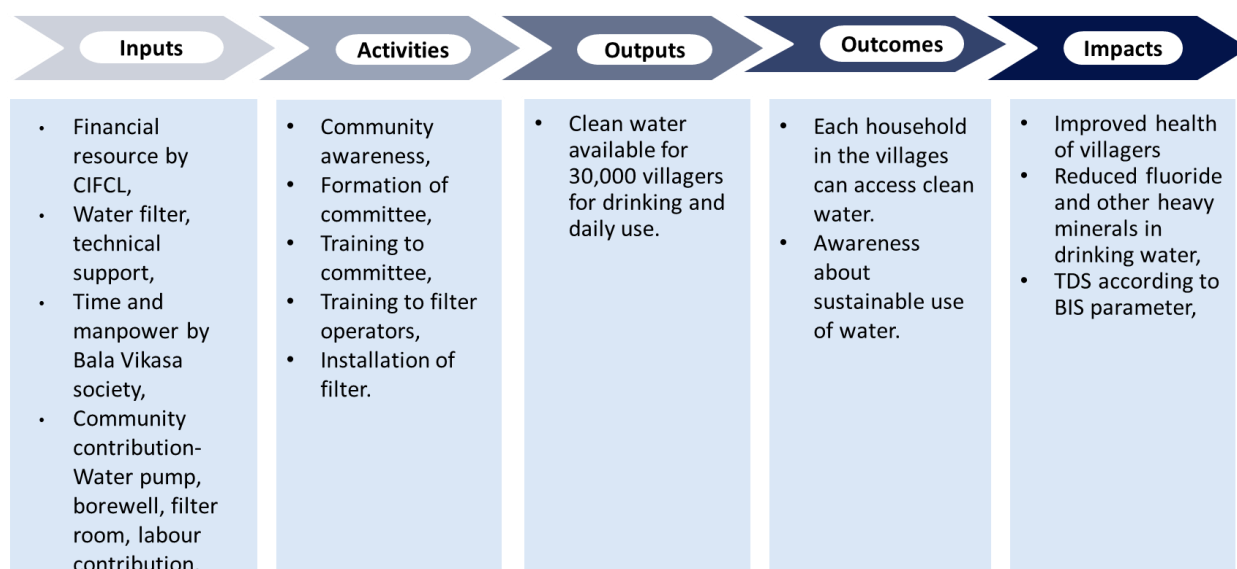 Inputs
Activities
Outputs
Outcomes
Impacts
• Financial
resource by
CIFCL,
• Water filter,
technical
support,
• Time and
manpower by
Bala Vikasa
society,
• Community
contribution-
Water pump,
borewell, filter
room, labour
contribution.
• Community
awareness,
• Formation of
committee,
• Training to
committee,
• Training to filter
operators,
• Installation of
filter.
• Clean water
available for
30,000 villagers
for drinking and
daily use.
• Each household
in the villages
can access clean
water.
• Awareness
about
sustainable use
of water.
• Improved health
of villagers
• Reduced fluoride
and other heavy
minerals in
drinking water,
• TDS according to
BIS parameter,